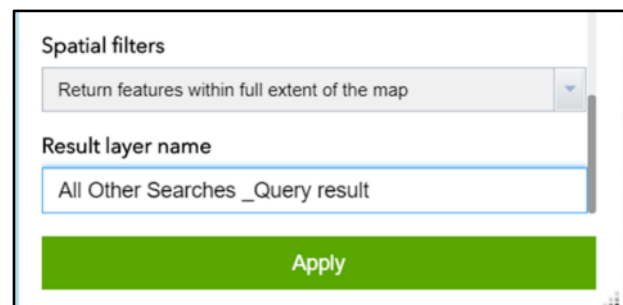 Spatial filters
Return features within full extent of the map
Result layer name
All Other Searches _Query result
Apply